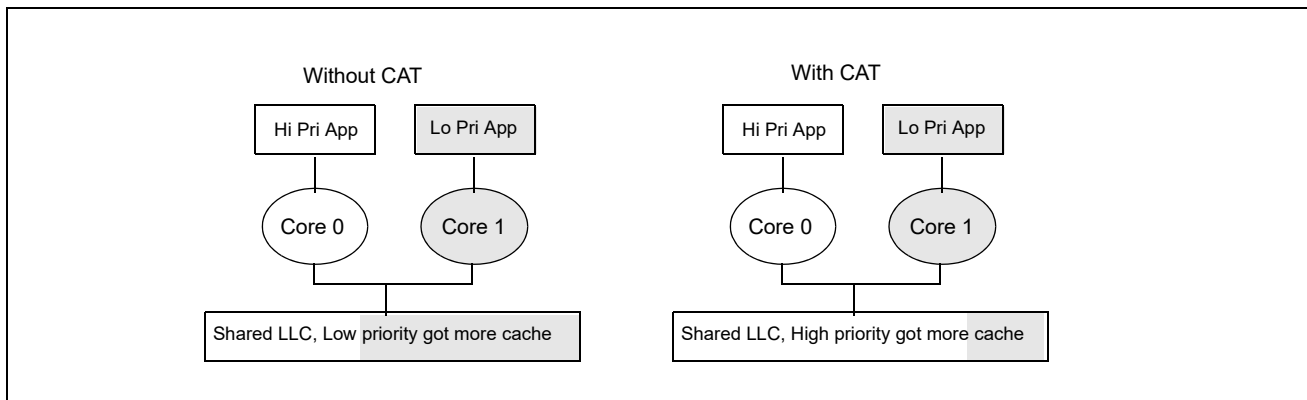 Without CAT
Hi Pri App
Lo Pri App
Core 0
Core 1
Shared LLC, Low priority got more cache
With CAT
Hi Pri App
Lo Pri App
Core 0
Core 1
Shared LLC, High priority got more cache